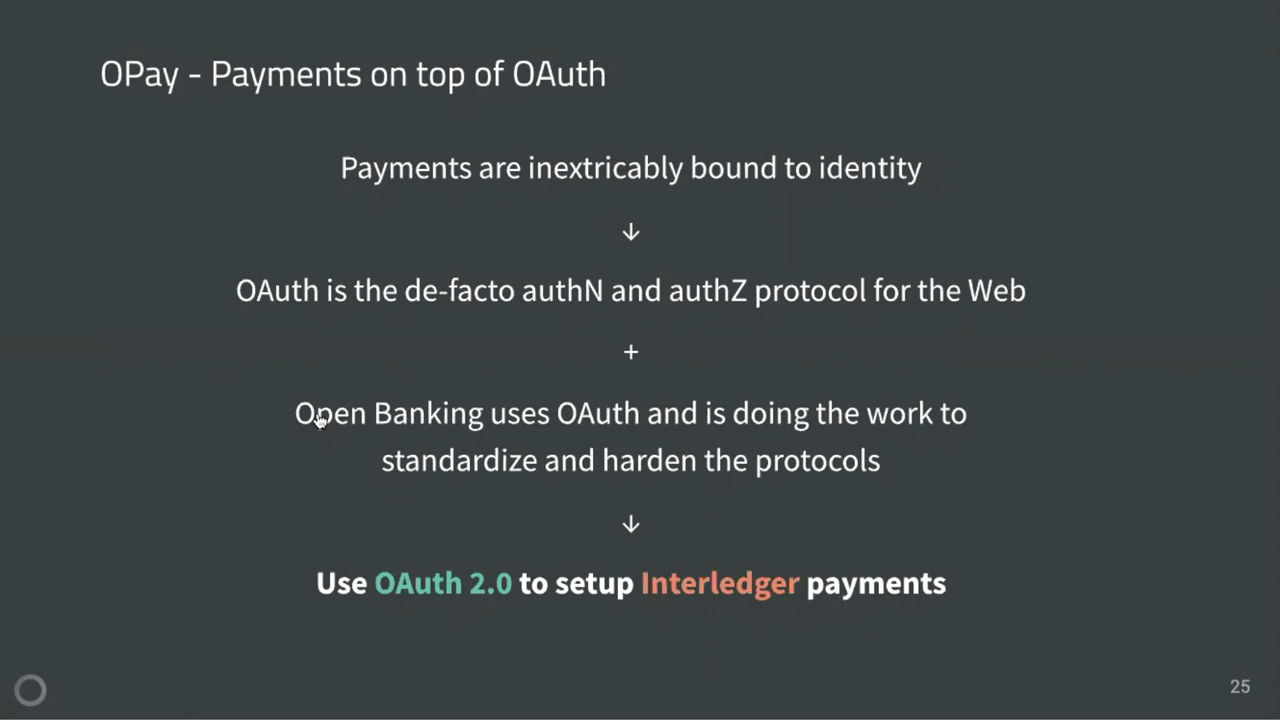 OPay - Payments on top of OAuth
Payments are inextricably bound to identity
↓
OAuth is the de-facto authN and authZ protocol for the Web
+
Open Banking uses OAuth and is doing the work to
standardize and harden the protocols
↓
Use OAuth 2.0 to setup Interledger payments
25